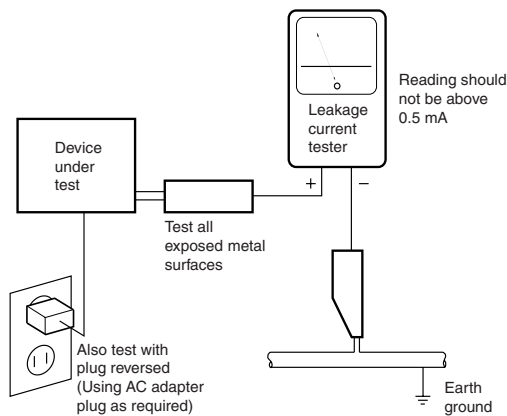 Leakage
current
tester
Reading should
not be above
0.5 mA
Device
under
test
+ −
Test all
exposed metal
surfaces
Also test with
plug reversed
(Using AC adapter
plug as required)
Earth
ground